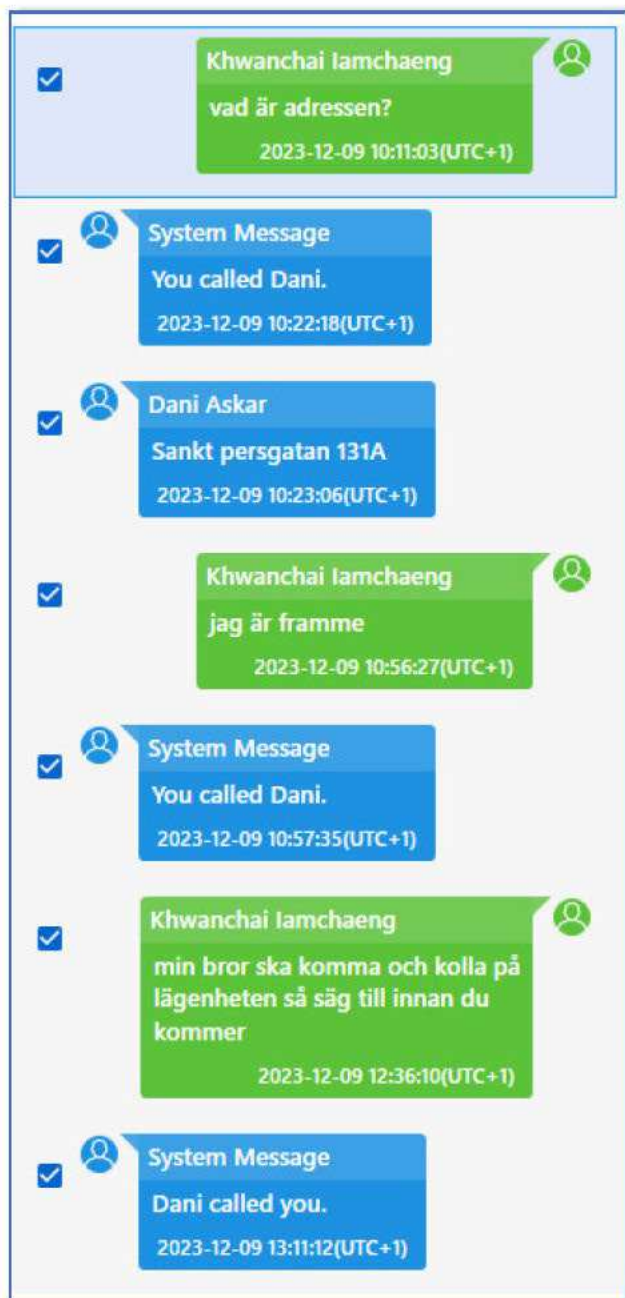 Khwanchai Iamchaeng
vad är adressen?
2023-12-09 10:11:03(UTC+1)
System Message
You called Dani.
2023-12-09 10:22:18(UTC+1)
Dani Askar
Sankt persgatan 131A
2023-12-09 10:23:06(UTC+1)
Khwanchai Iamchaeng
jag är framme
2023-12-09 10:56:27(UTC+1)
System Message
You called Dani.
2023-12-09 10:57:35(UTC+1)
Khwanchai Iamchaeng
min bror ska komma och kolla på
lägenheten så säg till innan du
kommer
2023-12-09 12:36:10(UTC+1)
System Message
Dani called you.
2023-12-09 13:11:12(UTC+1)